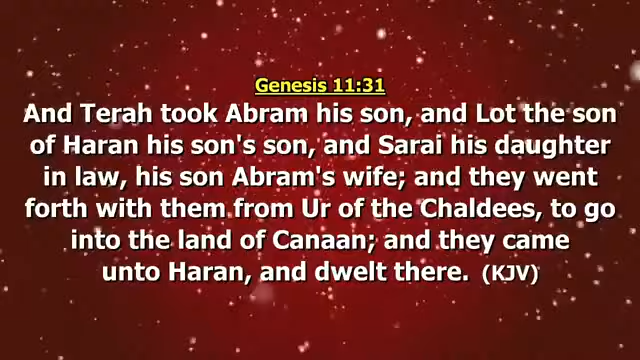 Genesis 11:31
And Terah took Abram his son, and Lot the son
of Haran his son's son, and Sarai his daughter
in law, his son Abram's wife; and they went
forth with them from Ur of the Chaldees, to go
into the land of Canaan; and they came
unto Haran, and dwelt there. (KJV)